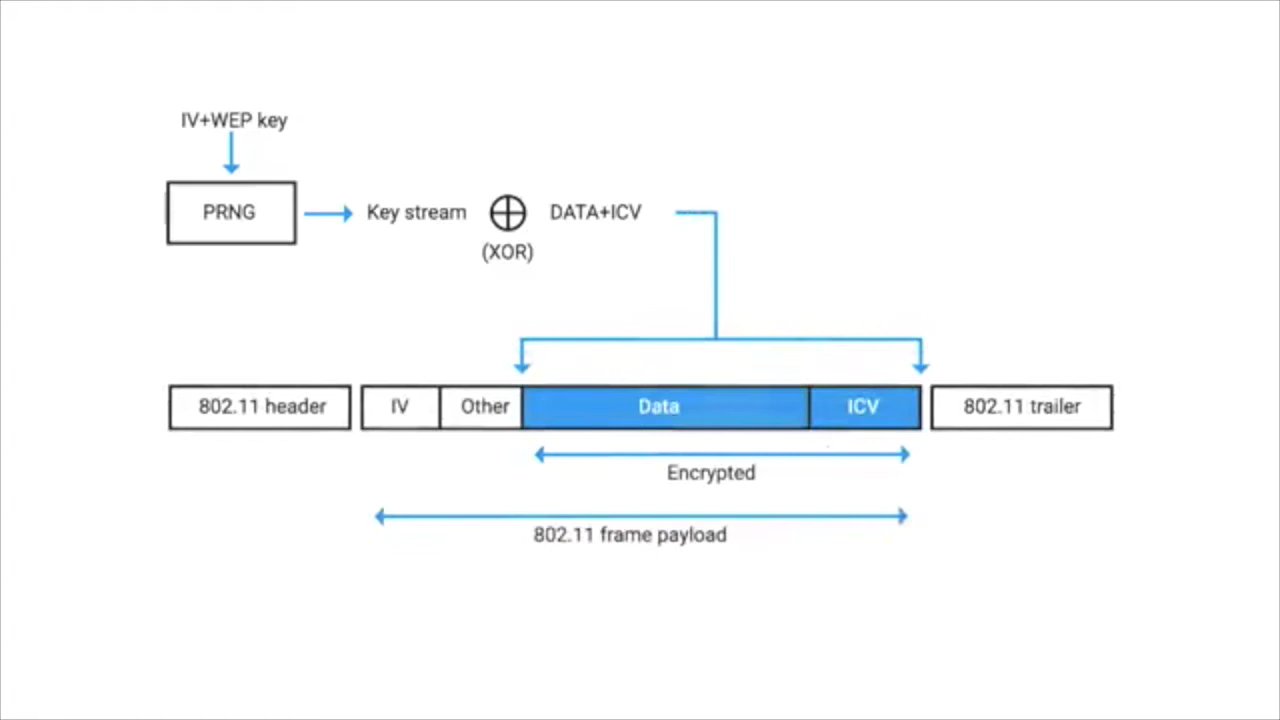 IV+WEP key
PRNG
Key stream
DATA+ICV
(XOR)
802.11 header
IV
Other
Data
ICV
802.11 trailer
Encrypted
802.11 frame payload